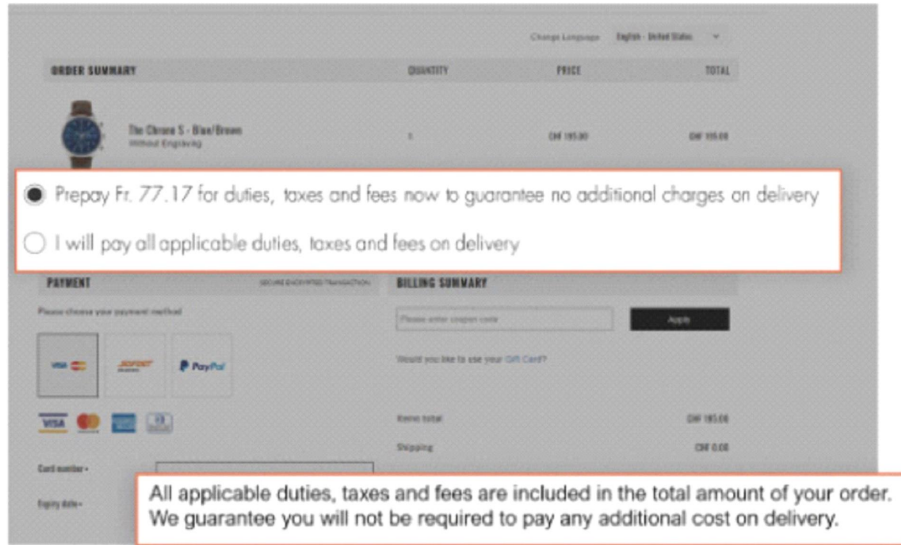 Change Language English - United States
ORDER SUMMARY QUANTITY PRICE TOTAL
The Chrono S - Blue/Brown
Without Engraving
1 CHF 195.00 CHF 195.00
Prepay Fr. 77.17 for duties, taxes and fees now to guarantee no additional charges on delivery
I will pay all applicable duties, taxes and fees on delivery
PAYMENT SECURE ENCRYPTED TRANSACTION BILLING SUMMARY
Please choose your payment method
Please enter coupon code Apply
Would you like to use your Gift Card?
VISA SOFORT PayPal
VISA
Items total
Shipping CHF 0.00
Card number
Expiry date
All applicable duties, taxes and fees are included in the total amount of your order.
We guarantee you will not be required to pay any additional cost on delivery.